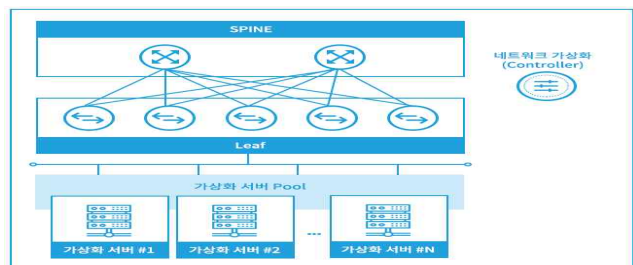 SPINE
네트워크 가상화
(Controller)
Leaf
가상화 서버 Pool
가상화 서버 #1
가상화 서버 #2
...
가상화 서버 #N